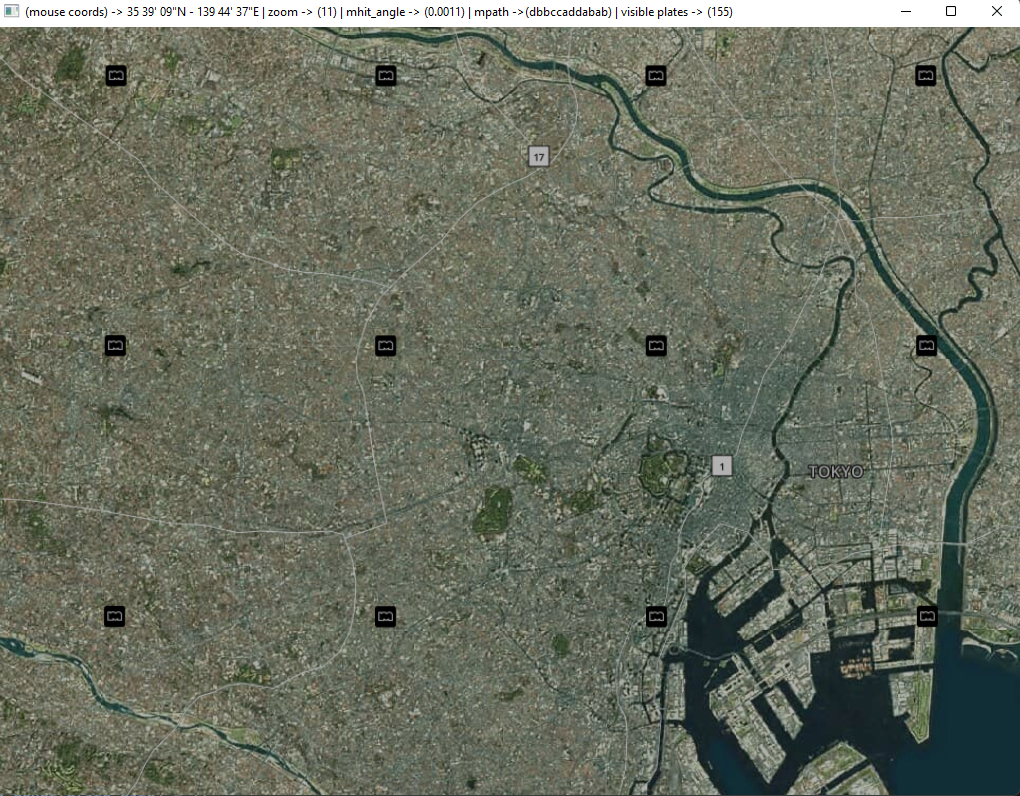 (mouse coords) -> 35 39' 09"N - 139 44' 37"E | zoom -> (11) | mhit_angle -> (0.0011) | mpath ->(dbbccaddabab) | visible plates -> (155)
17
1
TOKYO